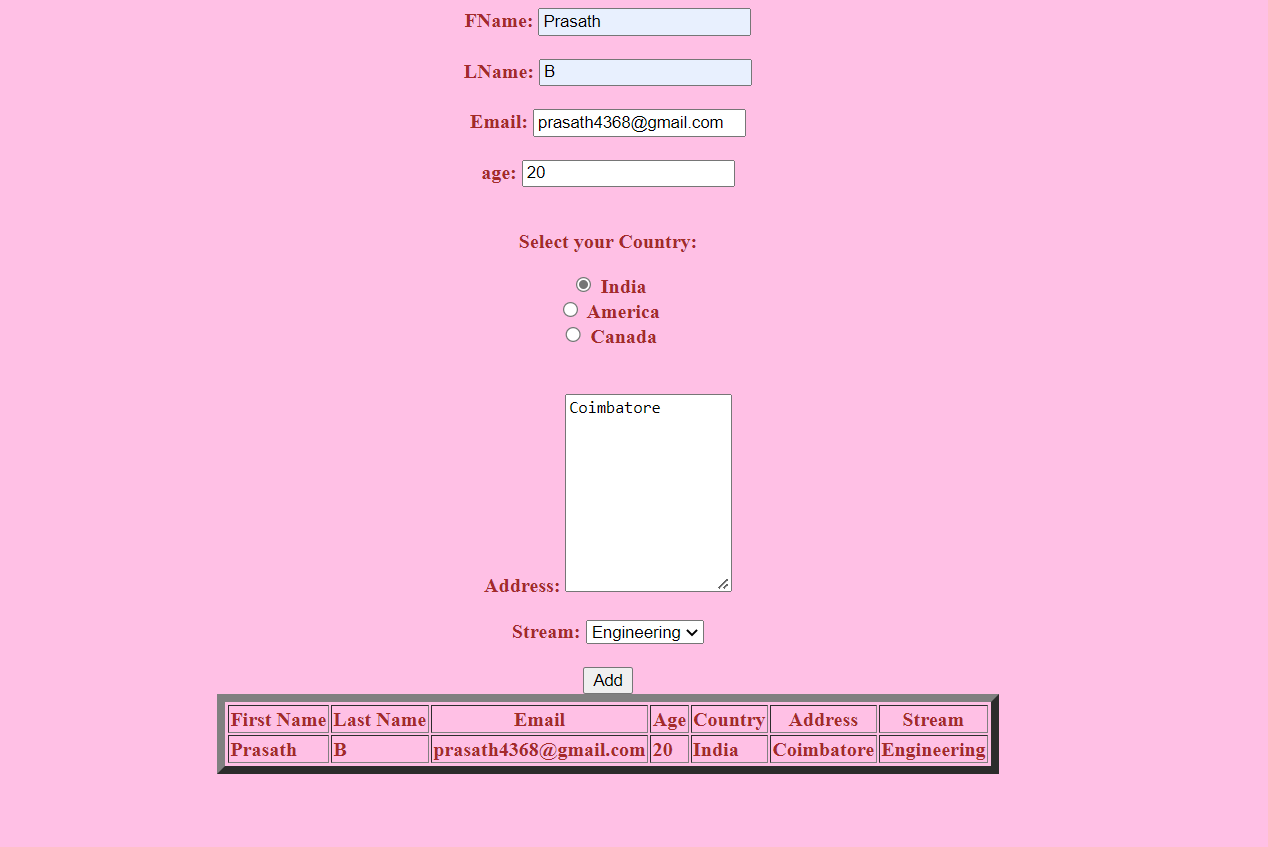 FName: Prasath
LName: B
Email: prasath4368@gmail.com
age: 20
Select your Country:
India
America
Canada
Coimbatore
Address:
Stream: Engineering
Add
First Name Last Name Email Age Country Address Stream
Prasath B prasath4368@gmail.com 20 India Coimbatore Engineering